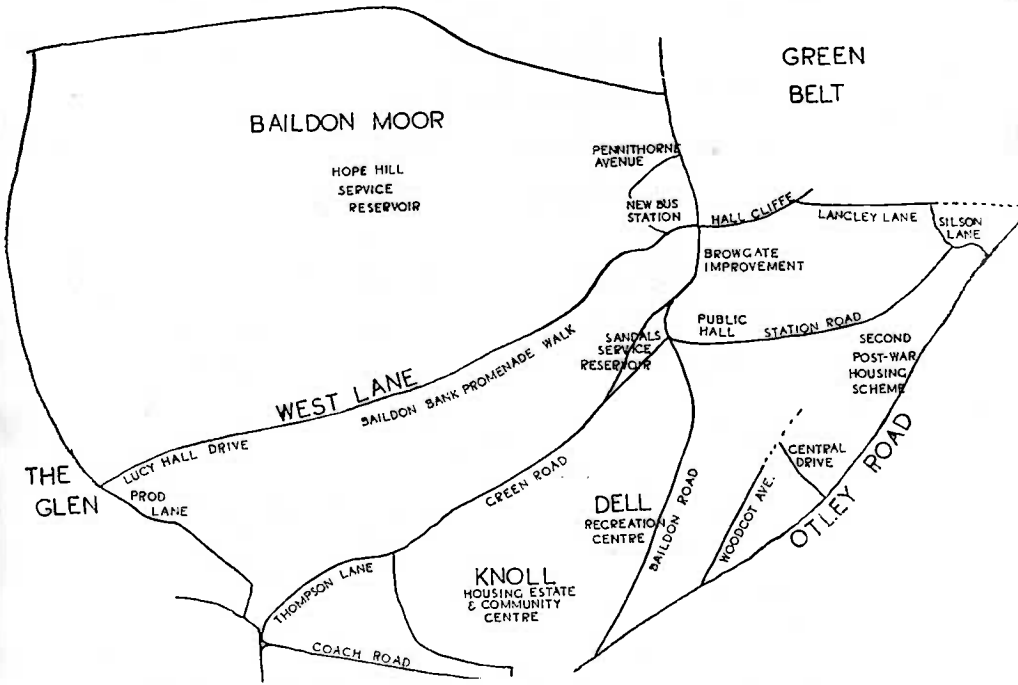 GREEN
BELT
BAILDON MOOR
HOPE HILL
SERVICE
RESERVOIR
PENNITHORNE
AVENUE
NEW BUS
STATION
HALL CLIFFE
LANGLEY LANE
SILSON
LANE
BROWGATE
IMPROVEMENT
PUBLIC
HALL
STATION ROAD
SANDALS
SERVICE
RESERVOIR
SECOND
POST-WAR
HOUSING
SCHEME
WEST LANE
BAILDON BANK PROMENADE WALK
LUCY HALL DRIVE
THE
GLEN
PROD
LANE
GREEN ROAD
DELL
RECREATION
CENTRE
BAILDON ROAD
WOODCOT AVE.
CENTRAL
DRIVE
OTLEY ROAD
THOMPSON LANE
KNOLL
HOUSING ESTATE
& COMMUNITY
CENTRE
COACH ROAD